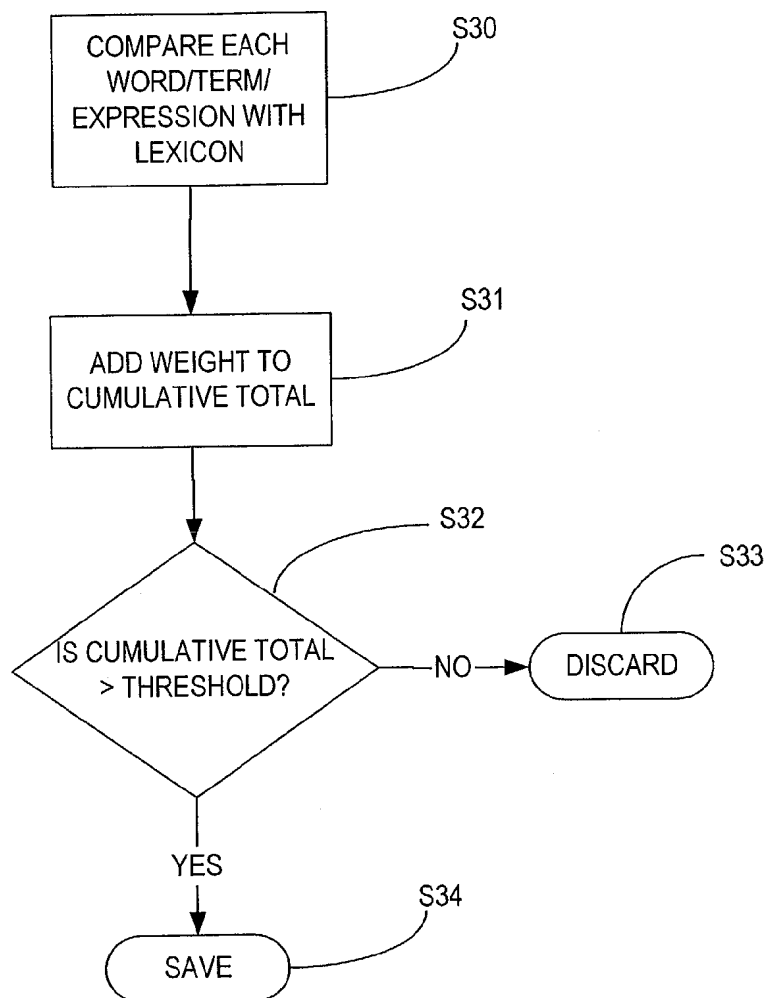 COMPARE EACH
WORD/TERM/
EXPRESSION WITH
LEXICON
S30
ADD WEIGHT TO
CUMULATIVE TOTAL
S31
IS CUMULATIVE TOTAL
> THRESHOLD?
S32
NO
DISCARD
S33
YES
SAVE
S34